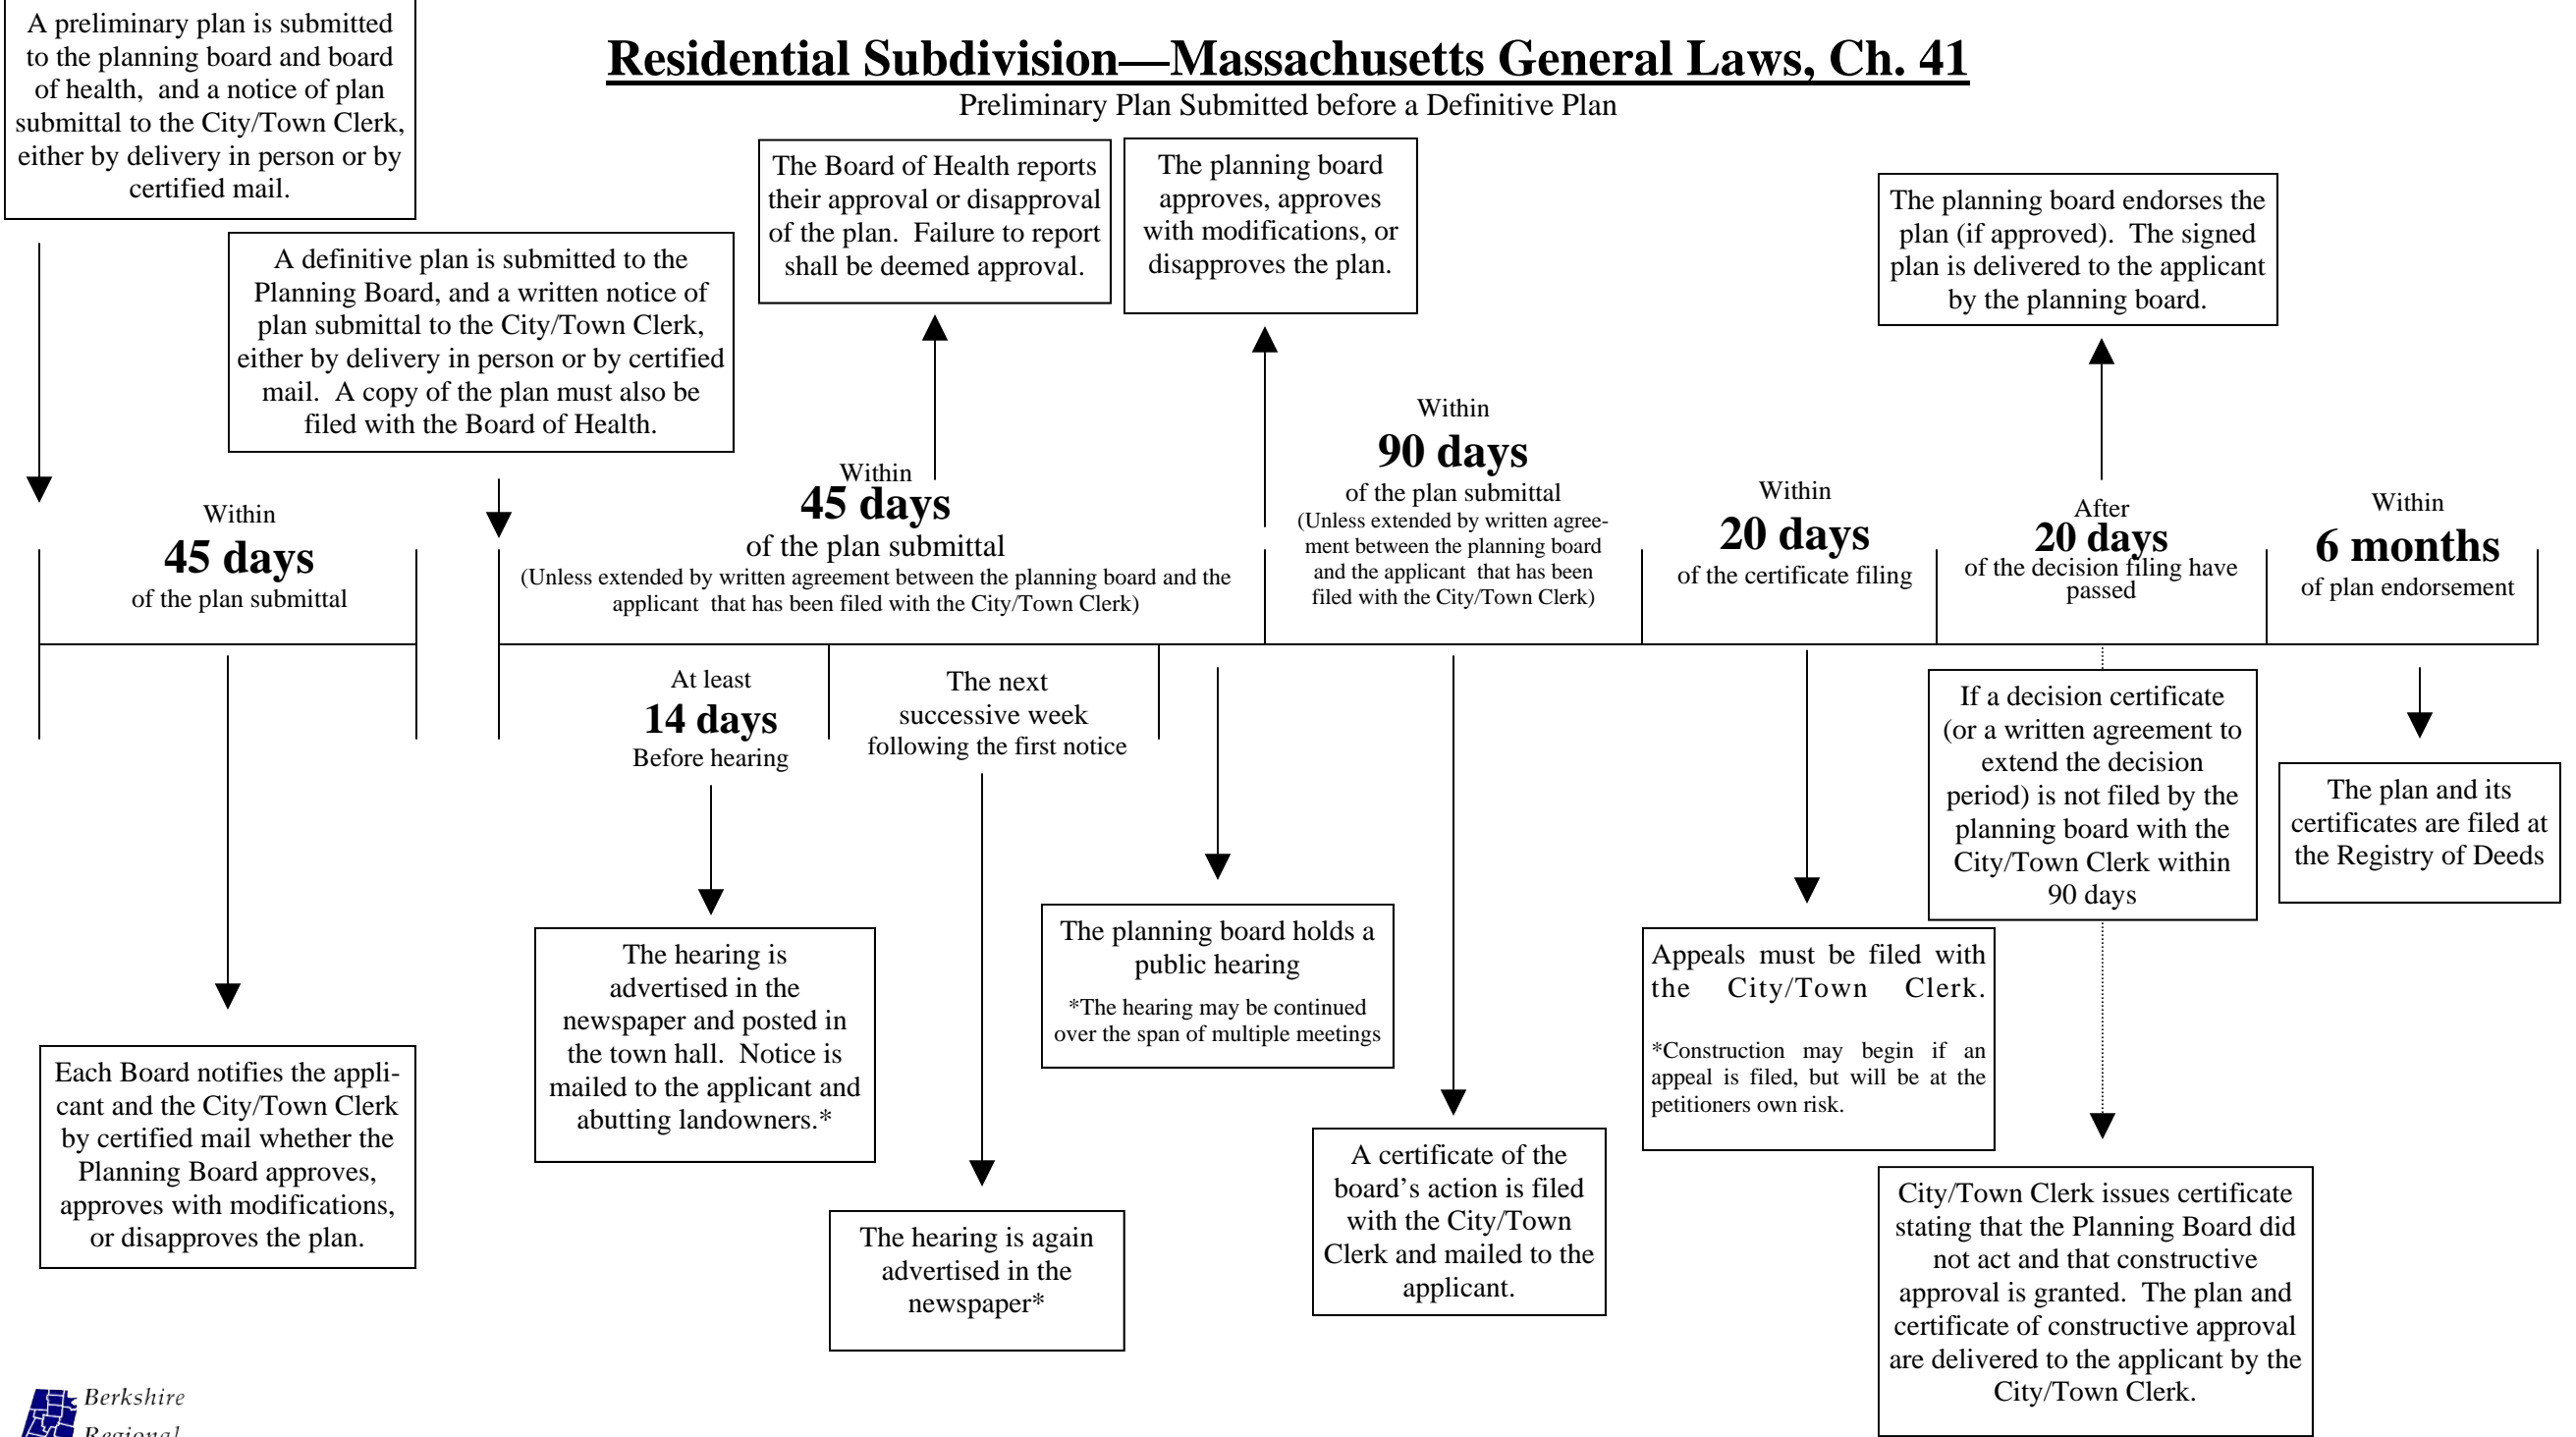 A preliminary plan is submitted
to the planning board and board
of health, and a notice of plan
submittal to the City/Town Clerk,
either by delivery in person or by
certified mail.
Residential Subdivision—Massachusetts General Laws, Ch. 41
Preliminary Plan Submitted before a Definitive Plan
A definitive plan is submitted to the
Planning Board, and a written notice of
plan submittal to the City/Town Clerk,
either by delivery in person or by certified
mail. A copy of the plan must also be
filed with the Board of Health.
The Board of Health reports
their approval or disapproval
of the plan. Failure to report
shall be deemed approval.
The planning board
approves, approves
with modifications, or
disapproves the plan.
The planning board endorses the
plan (if approved). The signed
plan is delivered to the applicant
by the planning board.
Within
45 days
of the plan submittal
Within
45 days
of the plan submittal
(Unless extended by written agreement between the planning board and the
applicant that has been filed with the City/Town Clerk)
Within
90 days
of the plan submittal
(Unless extended by written agree-
ment between the planning board
and the applicant that has been
filed with the City/Town Clerk)
Within
20 days
of the certificate filing
After
20 days
of the decision filing have
passed
Within
6 months
of plan endorsement
At least
14 days
Before hearing
The next
successive week
following the first notice
If a decision certificate
(or a written agreement to
extend the decision
period) is not filed by the
planning board with the
City/Town Clerk within
90 days
The plan and its
certificates are filed at
the Registry of Deeds
Each Board notifies the appli-
cant and the City/Town Clerk
by certified mail whether the
Planning Board approves,
approves with modifications,
or disapproves the plan.
The hearing is
advertised in the
newspaper and posted in
the town hall. Notice is
mailed to the applicant and
abutting landowners.*
The hearing is again
advertised in the
newspaper*
The planning board holds a
public hearing
*The hearing may be continued
over the span of multiple meetings
A certificate of the
board’s action is filed
with the City/Town
Clerk and mailed to the
applicant.
Appeals must be filed with
the City/Town Clerk.
*Construction may begin if an
appeal is filed, but will be at the
petitioners own risk.
City/Town Clerk issues certificate
stating that the Planning Board did
not act and that constructive
approval is granted. The plan and
certificate of constructive approval
are delivered to the applicant by the
City/Town Clerk.
Berkshire
Regional